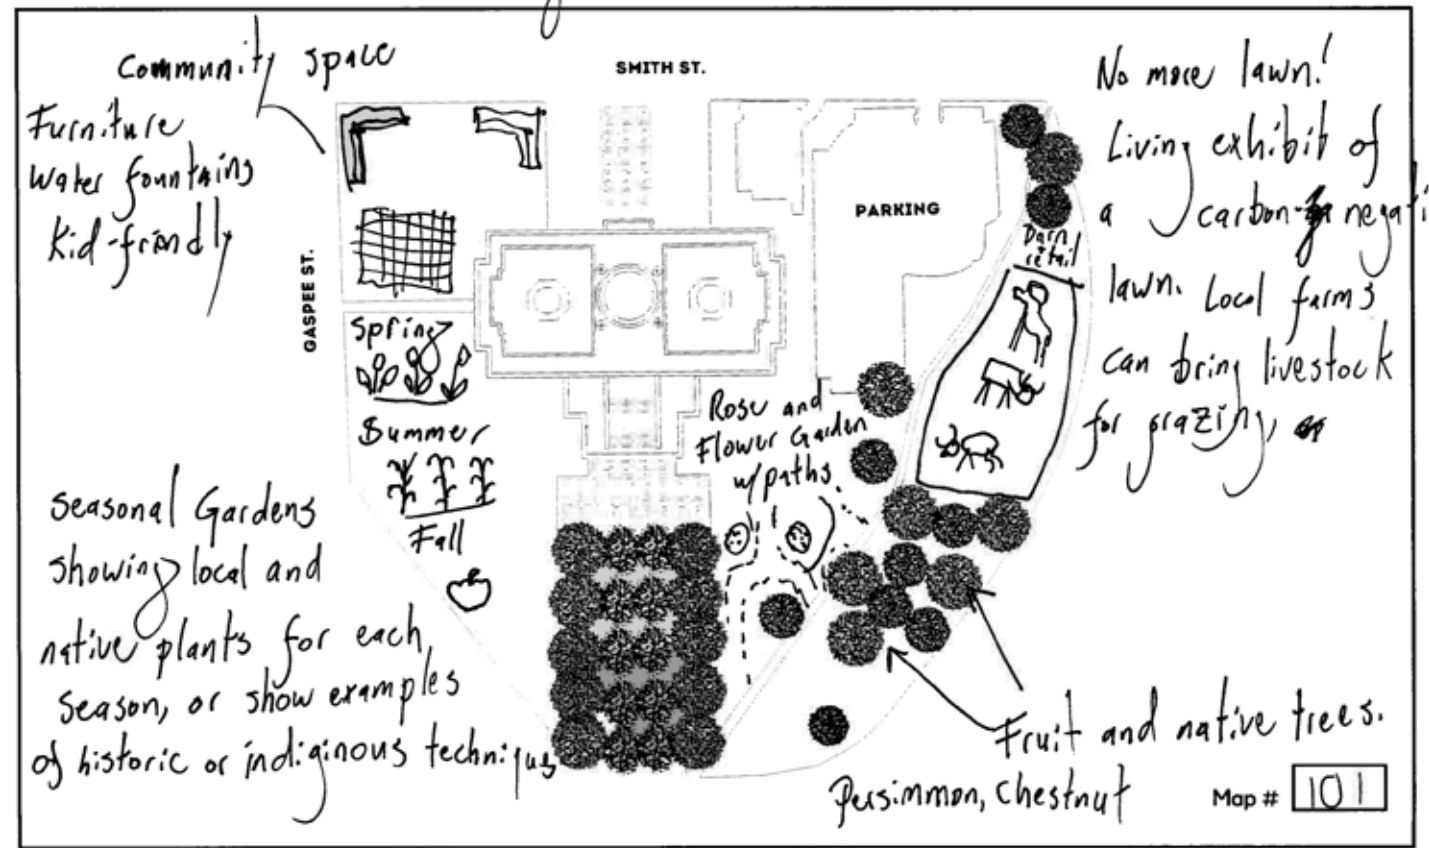 Community space
Furniture
Water fountains
Kid-friendly
SMITH ST.
GASPEE ST.
PARKING
No more lawn!
Living exhibit of
a carbon-negati
lawn. Local farms
can bring livestock
for grazing,
Barn
retail
Spring
Summer
Fall
Rose and
Flower Garden
w/paths
Seasonal Gardens
showing local and
native plants for each
season, or show examples
of historic or indiginous techniques
Fruit and native trees.
Persimmon, Chestnut
Map # 101